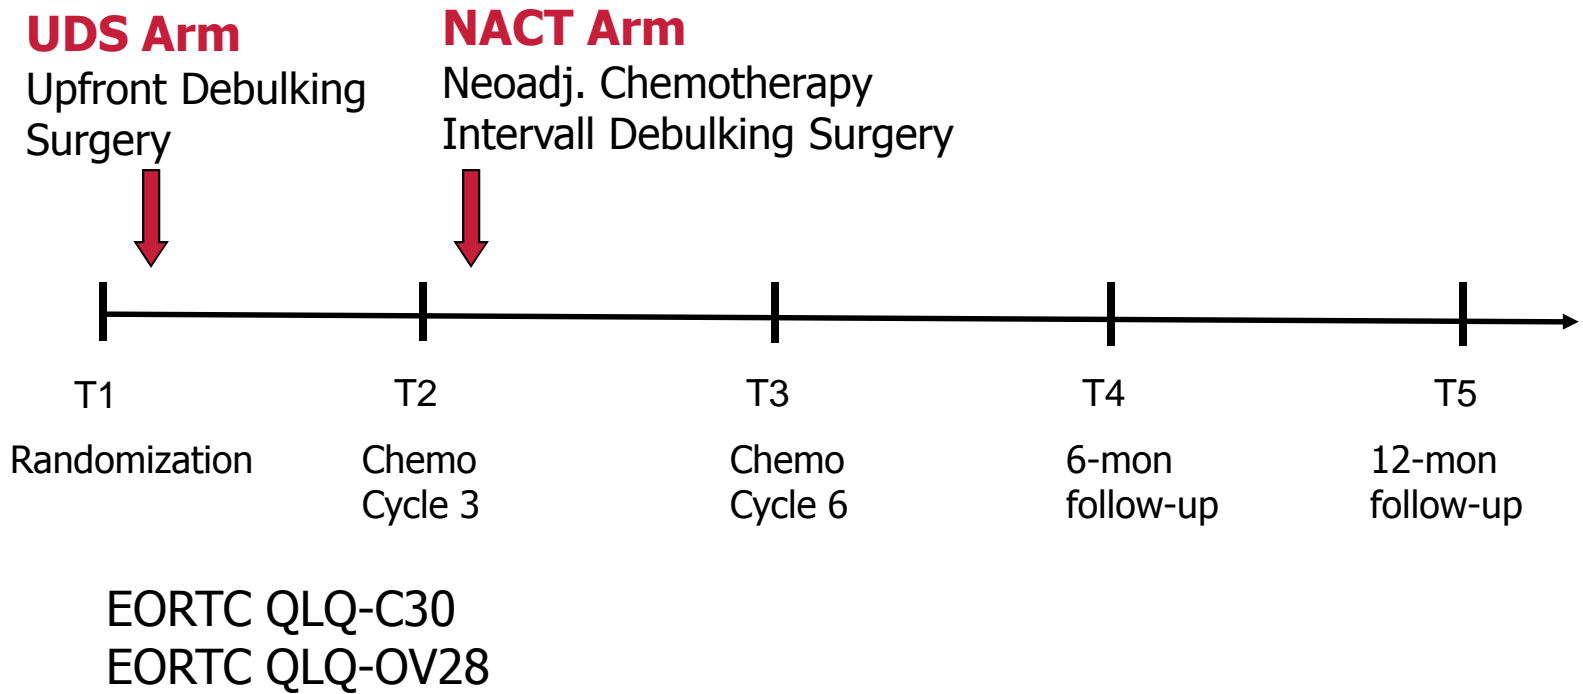 UDS Arm
Upfront Debulking
Surgery
NACT Arm
Neoadj. Chemotherapy
Intervall Debulking Surgery
T1
T2
T3
T4
T5
Randomization
Chemo
Cycle 3
Chemo
Cycle 6
6-mon
follow-up
12-mon
follow-up
EORTC QLQ-C30
EORTC QLQ-OV28